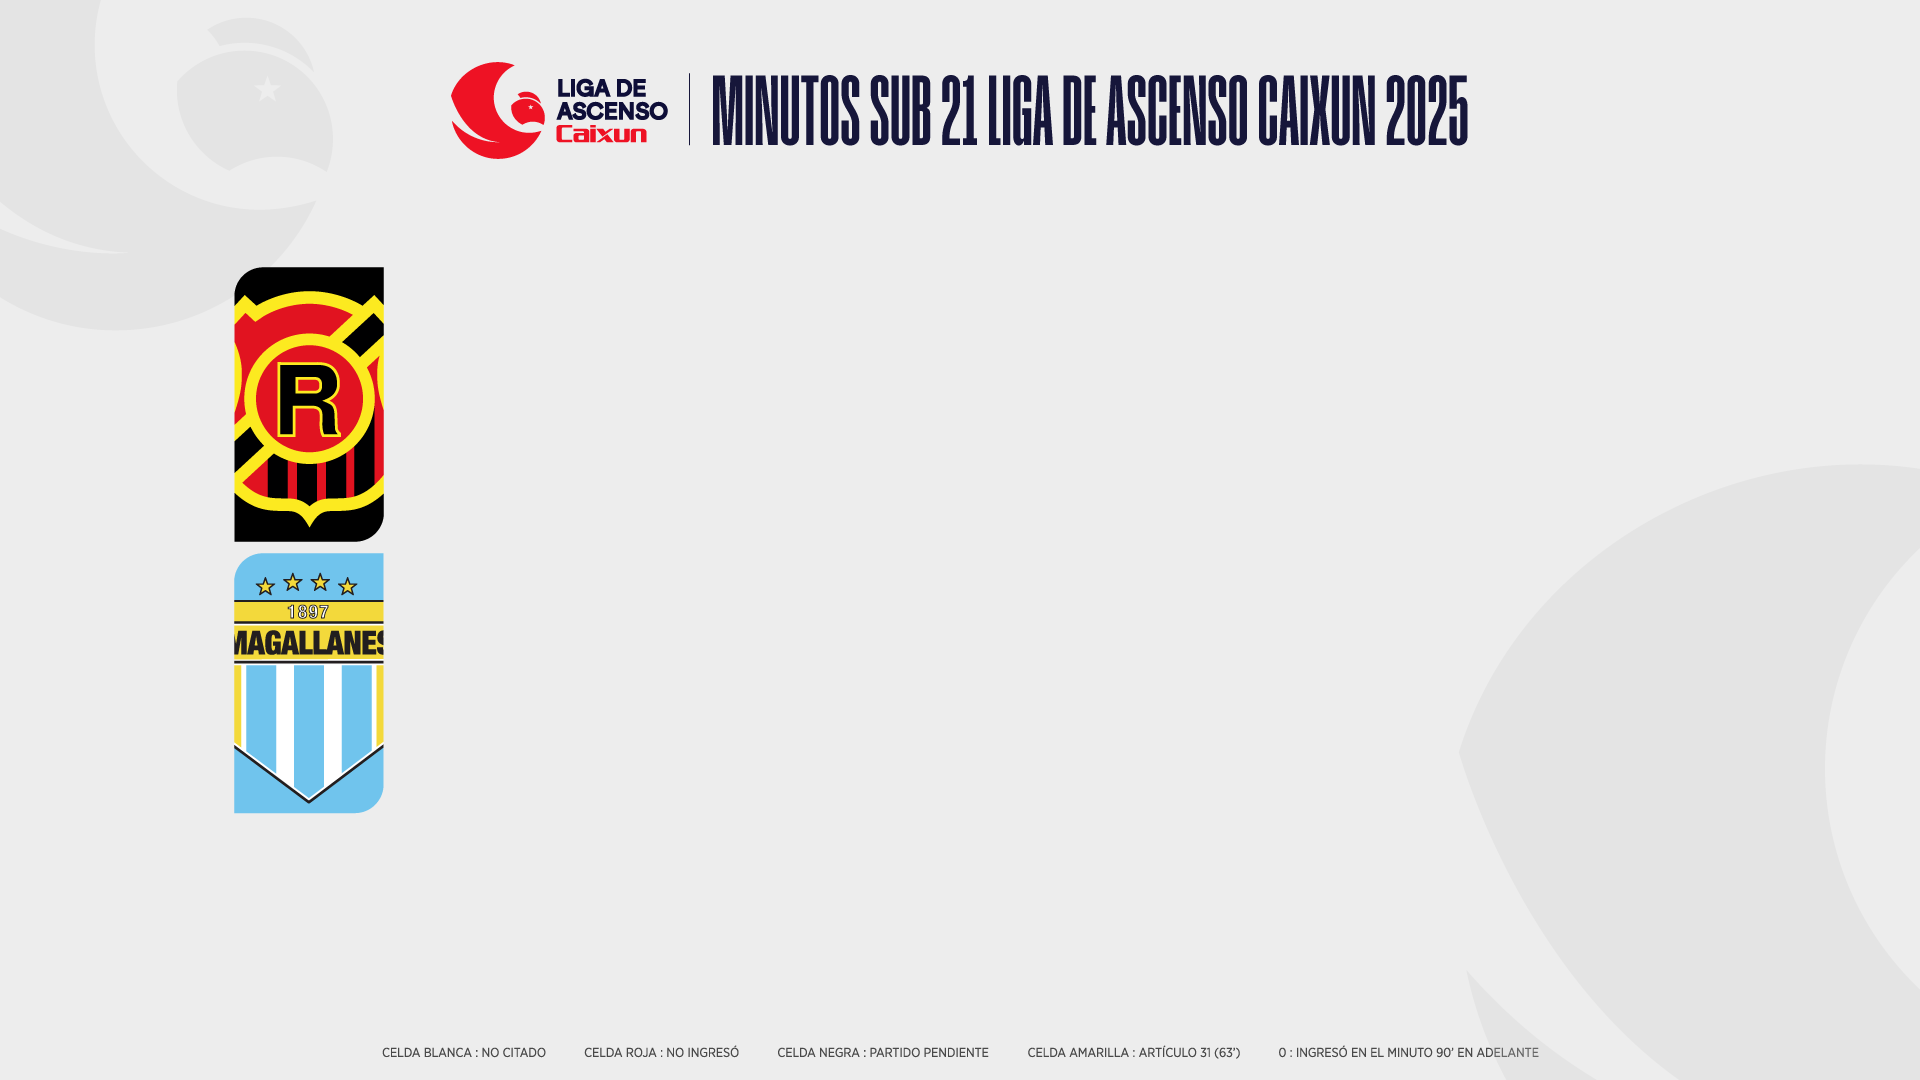 LIGA DE
ASCENSO
Caixun
MINUTOS SUB 21 LIGA DE ASCENSO CAIXUN 2025
R
1897
MAGALLANES
CELDA BLANCA : NO CITADO
CELDA ROJA : NO INGRESÓ
CELDA NEGRA : PARTIDO PENDIENTE
CELDA AMARILLA : ARTÍCULO 31 (63')
0 : INGRESÓ EN EL MINUTO 90' EN ADELANTE